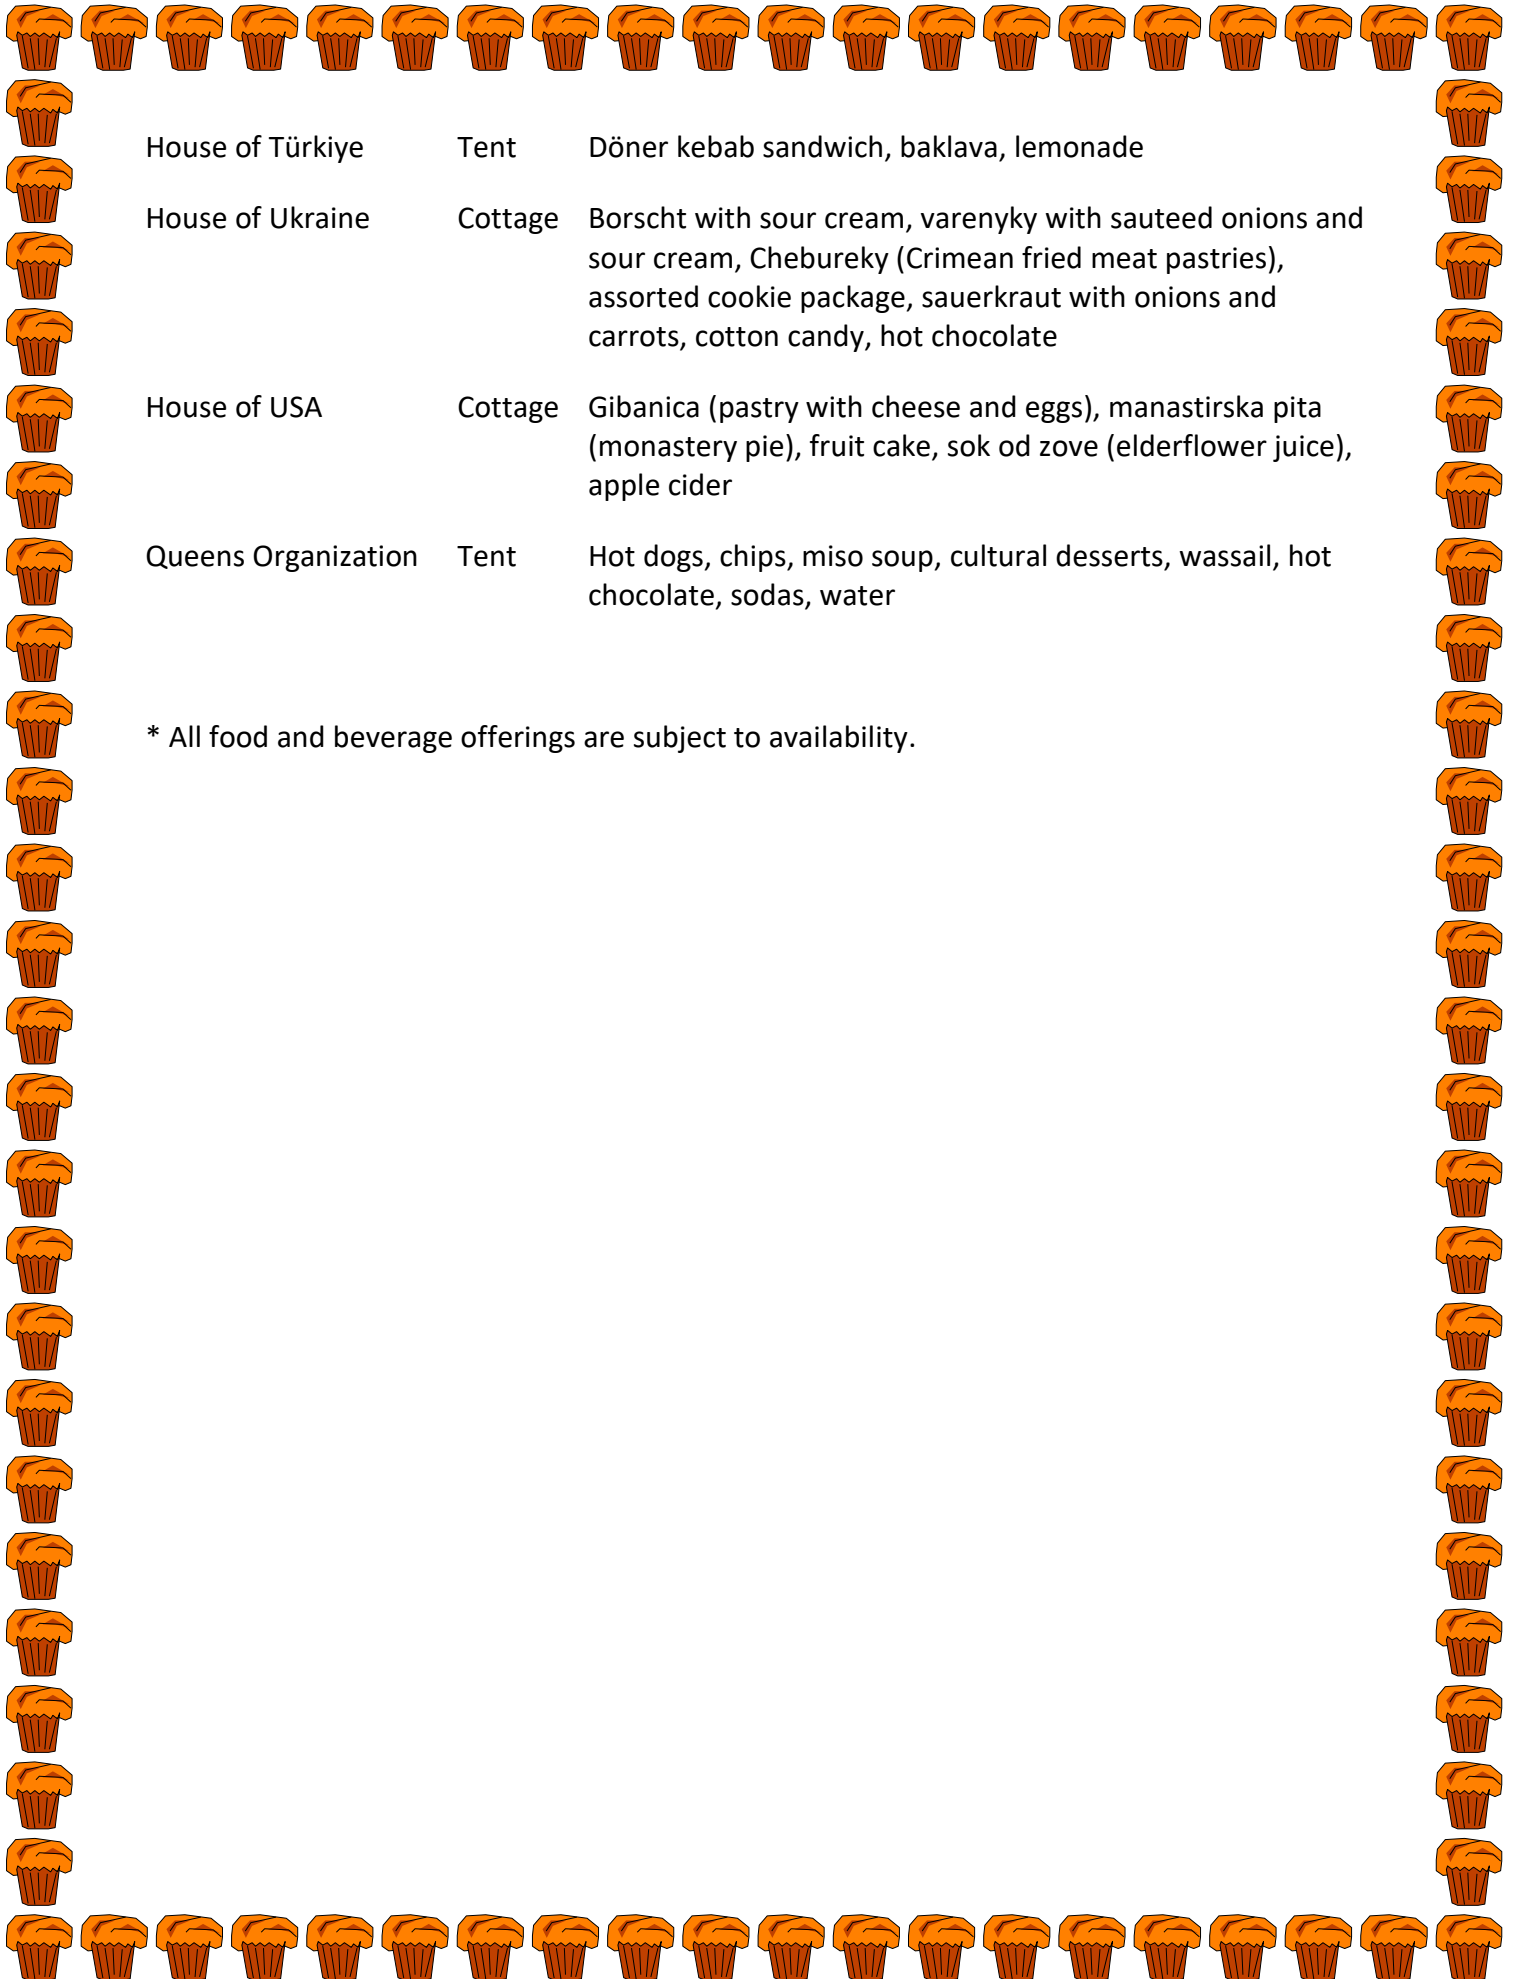 House of Türkiye Tent Döner kebab sandwich, baklava, lemonade
House of Ukraine Cottage Borscht with sour cream, varenyky with sauteed onions and
sour cream, Chebureky (Crimean fried meat pastries),
assorted cookie package, sauerkraut with onions and
carrots, cotton candy, hot chocolate
House of USA Cottage Gibanica (pastry with cheese and eggs), manastirska pita
(monastery pie), fruit cake, sok od zove (elderflower juice),
apple cider
Queens Organization Tent Hot dogs, chips, miso soup, cultural desserts, wassail, hot
chocolate, sodas, water
* All food and beverage offerings are subject to availability.